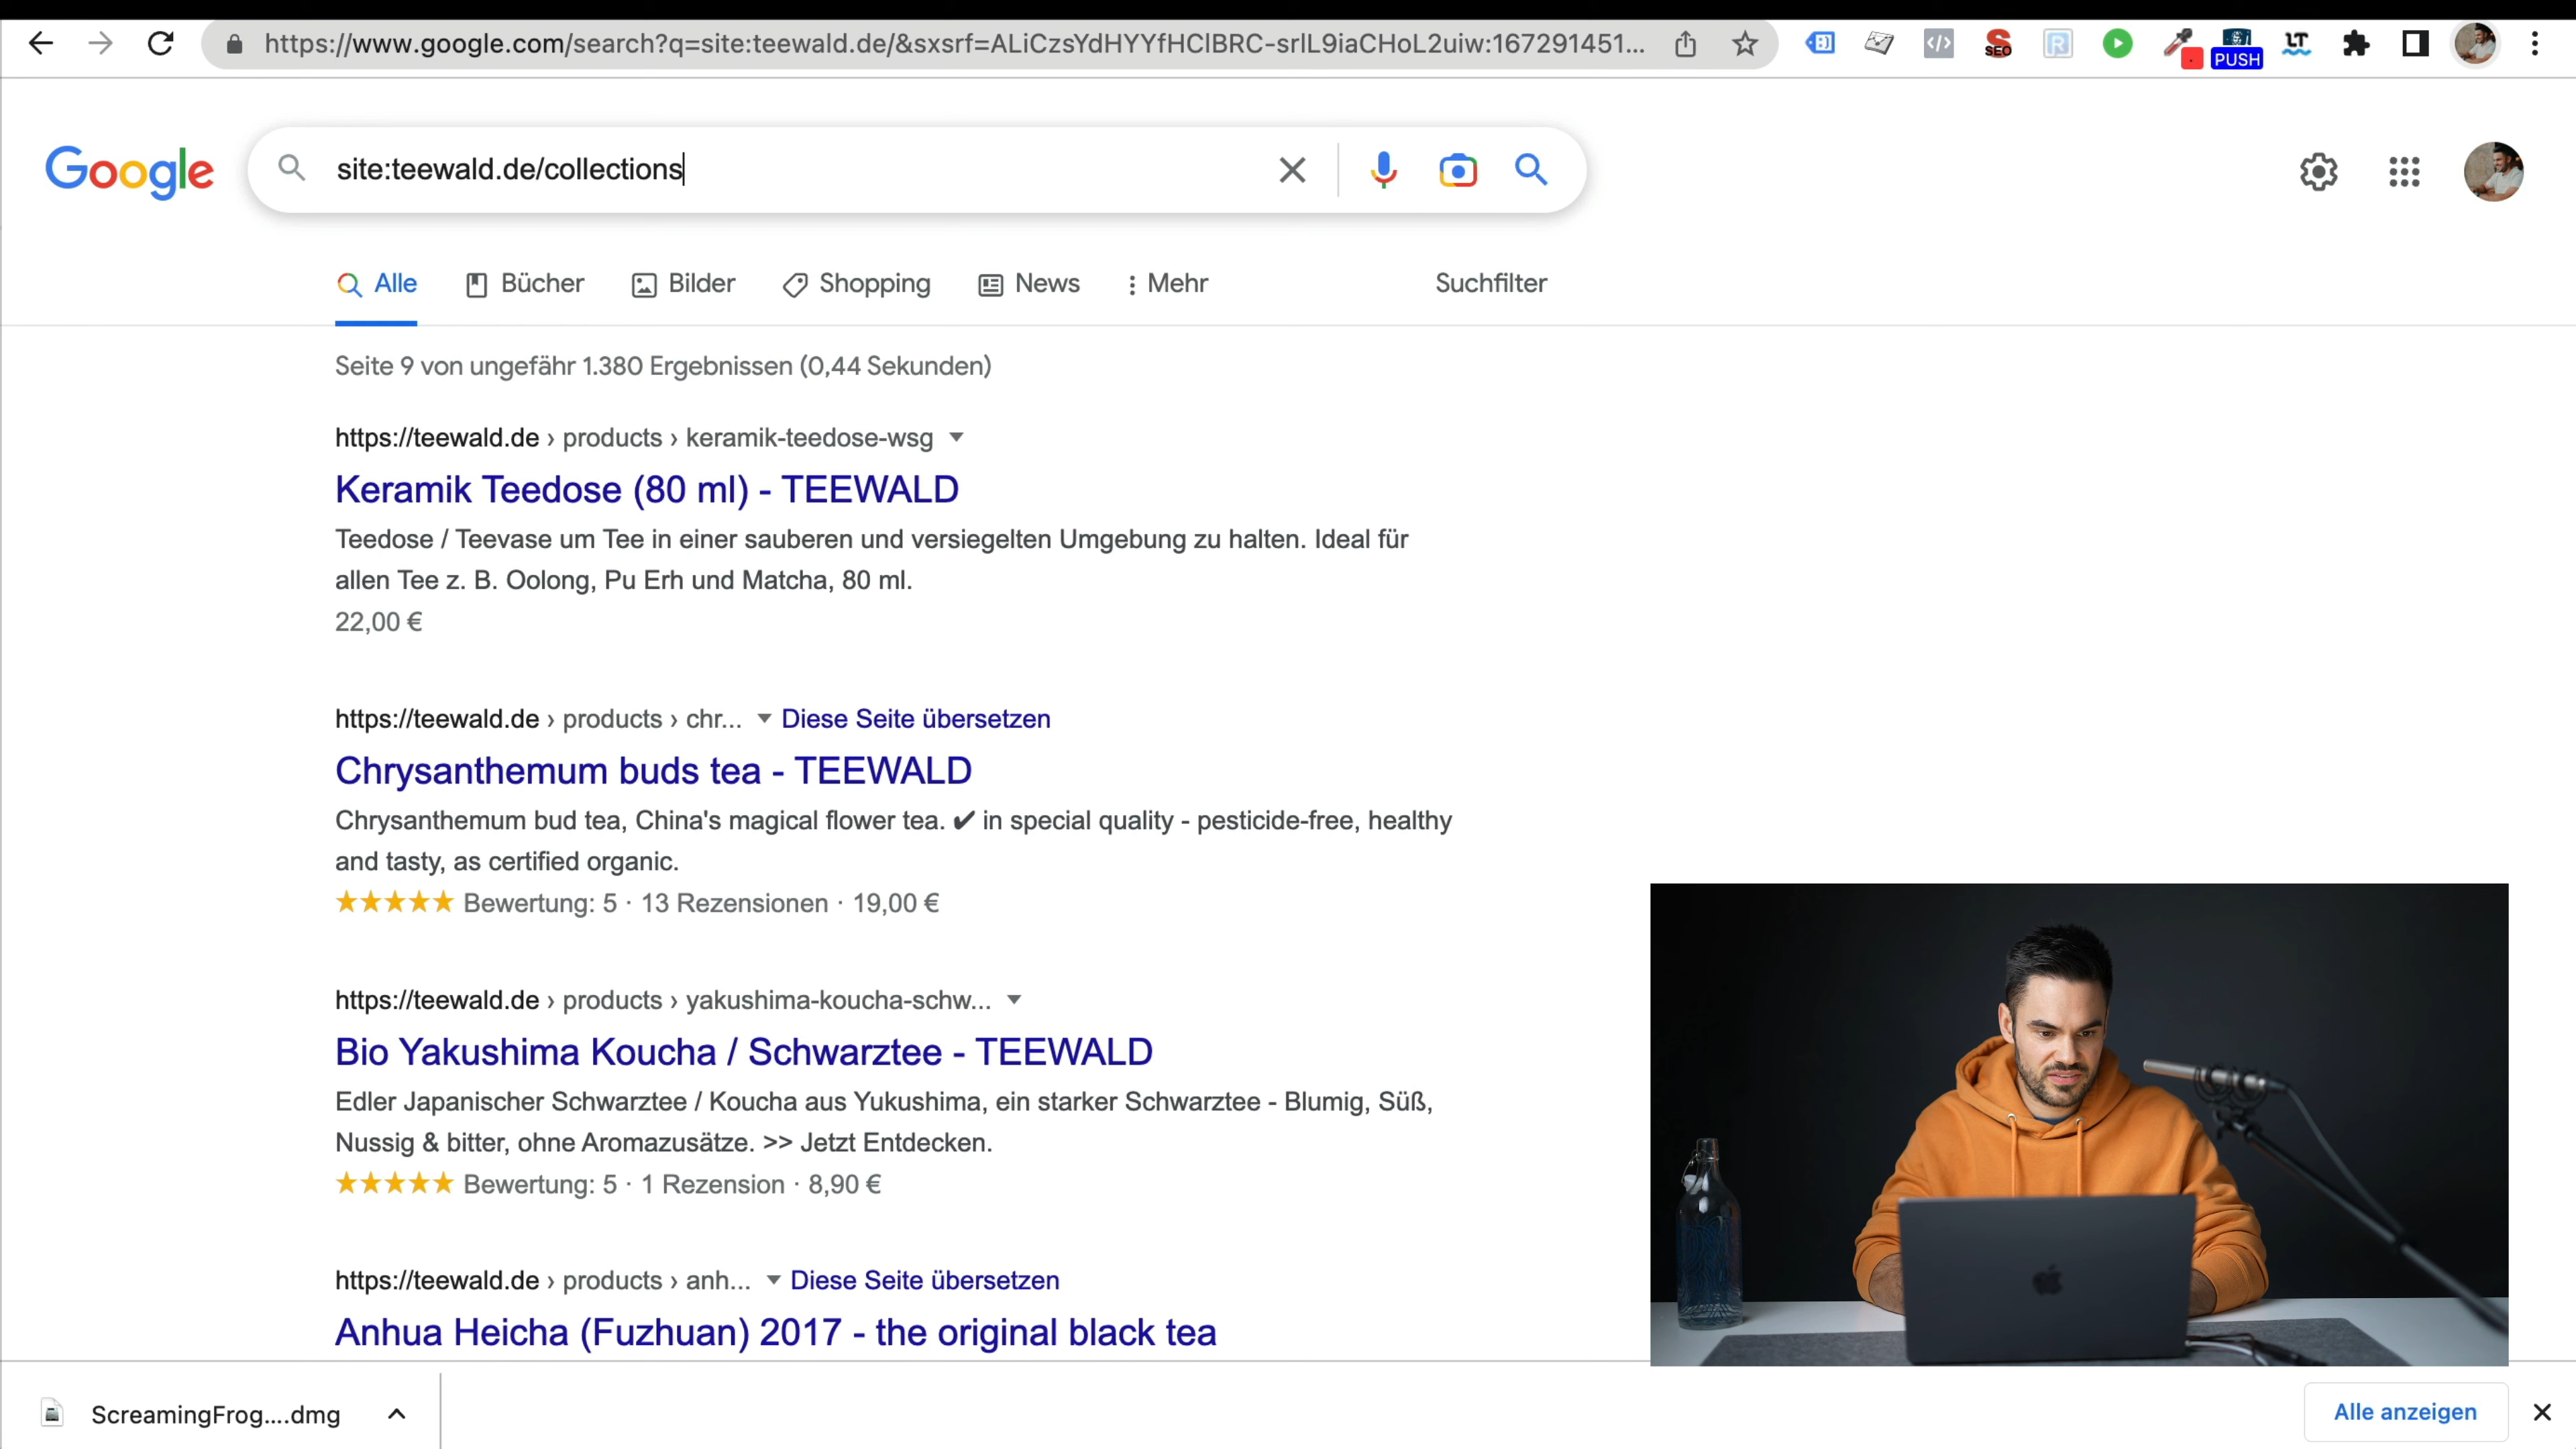 https://www.google.com/search?q=site:teewald.de/&sxsrf=ALiCzsYdHYYfHClBRC-srlL9iaCHoL2uiw:167291451...
SEO
R
PUSH
LT
Google
site:teewald.de/collections
Alle
Bücher
Bilder
Shopping
News
Mehr
Suchfilter
Seite 9 von ungefähr 1.380 Ergebnissen (0,44 Sekunden)
https://teewald.de › products › keramik-teedose-wsg
Keramik Teedose (80 ml) - TEEWALD
Teedose / Teevase um Tee in einer sauberen und versiegelten Umgebung zu halten. Ideal für
allen Tee z. B. Oolong, Pu Erh und Matcha, 80 ml.
22,00 €
https://teewald.de › products › chr... Diese Seite übersetzen
Chrysanthemum buds tea - TEEWALD
Chrysanthemum bud tea, China's magical flower tea. ✔ in special quality - pesticide-free, healthy
and tasty, as certified organic.
★★★★★ Bewertung: 5 · 13 Rezensionen · 19,00 €
https://teewald.de › products › yakushima-koucha-schw...
Bio Yakushima Koucha / Schwarztee - TEEWALD
Edler Japanischer Schwarztee / Koucha aus Yukushima, ein starker Schwarztee - Blumig, Süß,
Nussig & bitter, ohne Aromazusätze. >> Jetzt Entdecken.
★★★★★ Bewertung: 5 · 1 Rezension · 8,90 €
https://teewald.de › products › anh... Diese Seite übersetzen
Anhua Heicha (Fuzhuan) 2017 - the original black tea
ScreamingFrog....dmg
Alle anzeigen